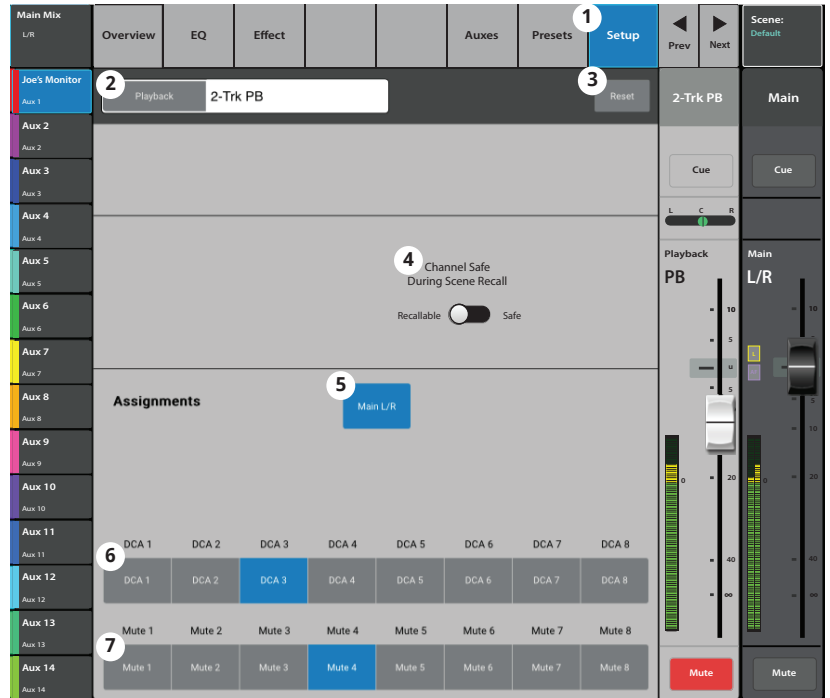 Main Mix
L/R
Overview
EQ
Effect
Auxes
Presets
1
Setup
Prev
Next
Scene:
Default
Joe's Monitor
Aux 1
Aux 2
Aux 2
Aux 3
Aux 3
Aux 4
Aux 4
Aux 5
Aux 5
Aux 6
Aux 6
Aux 7
Aux 7
Aux 8
Aux 8
Aux 9
Aux 9
Aux 10
Aux 10
Aux 11
Aux 11
Aux 12
Aux 12
Aux 13
Aux 13
Aux 14
Aux 14
2
Playback
2-Trk PB
3
Reset
4
Channel Safe
During Scene Recall
Recallable
Safe
Assignments
5
Main L/R
DCA 1 DCA 2 DCA 3 DCA 4 DCA 5 DCA 6 DCA 7 DCA 8
6
DCA 1 DCA 2 DCA 3 DCA 4 DCA 5 DCA 6 DCA 7 DCA 8
Mute 1 Mute 2 Mute 3 Mute 4 Mute 5 Mute 6 Mute 7 Mute 8
7
Mute 1 Mute 2 Mute 3 Mute 4 Mute 5 Mute 6 Mute 7 Mute 8
2-Trk PB
Cue
L C R
Playback
PB
10
5
U
5
20
40
∞
0
Mute
Main
Cue
Main
L/R
10
L
5
10
20
40
∞
0
Mute